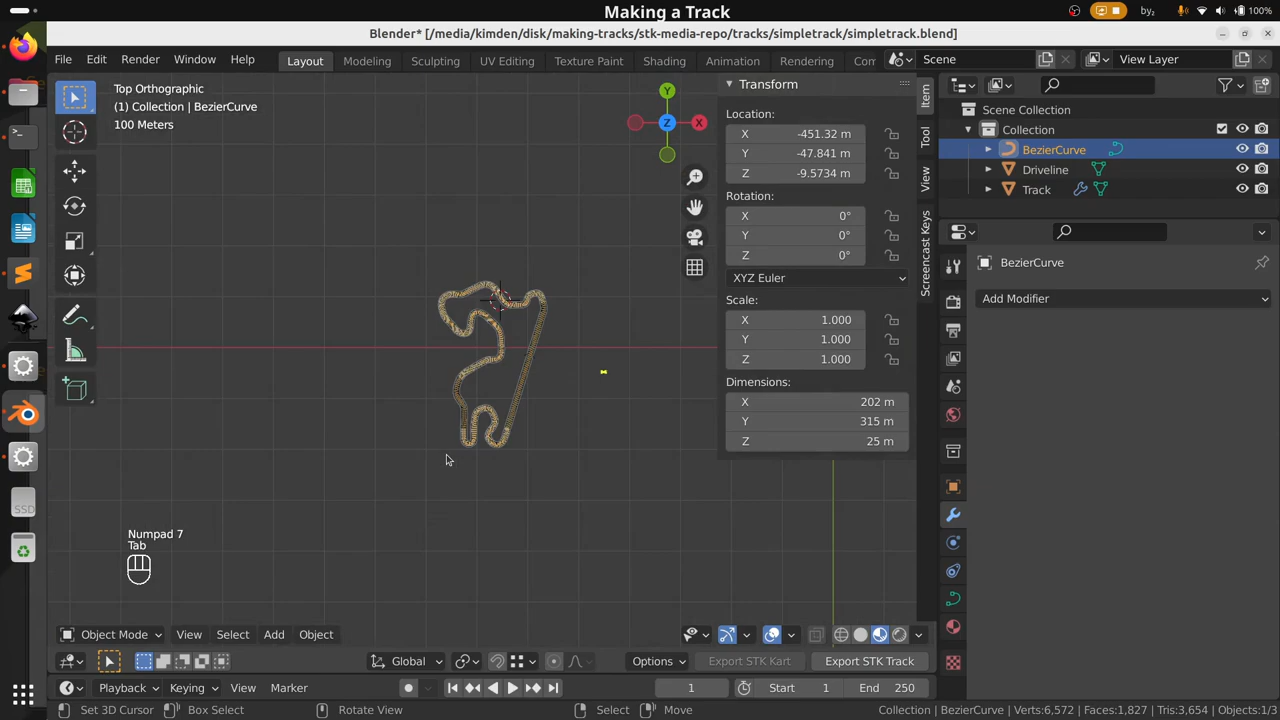 Making a Track
by₂
100%
Blender* [/media/kimden/disk/making-tracks/stk-media-repo/tracks/simpletrack/simpletrack.blend]
File Edit Render Window Help Layout Modeling Sculpting UV Editing Texture Paint Shading Animation Rendering Com Scene View Layer
Top Orthographic
(1) Collection | BezierCurve
100 Meters
Y
X
Z
Transform
Location:
X -451.32 m
Y -47.841 m
Z -9.5734 m
Rotation:
X 0°
Y 0°
Z 0°
XYZ Euler
Scale:
X 1.000
Y 1.000
Z 1.000
Dimensions:
X 202 m
Y 315 m
Z 25 m
Item
Tool
View
Screencast Keys
Scene Collection
Collection
BezierCurve
Driveline
Track
BezierCurve
Add Modifier
SSD
Numpad 7
Tab
Object Mode View Select Add Object
Global Options Export STK Kart Export STK Track
Playback Keying View Marker 1 Start 1 End 250
Set 3D Cursor Box Select Rotate View Select Move Collection | BezierCurve Verts:6,572 Faces:1,827 Tris:3,654 Objects:1/3